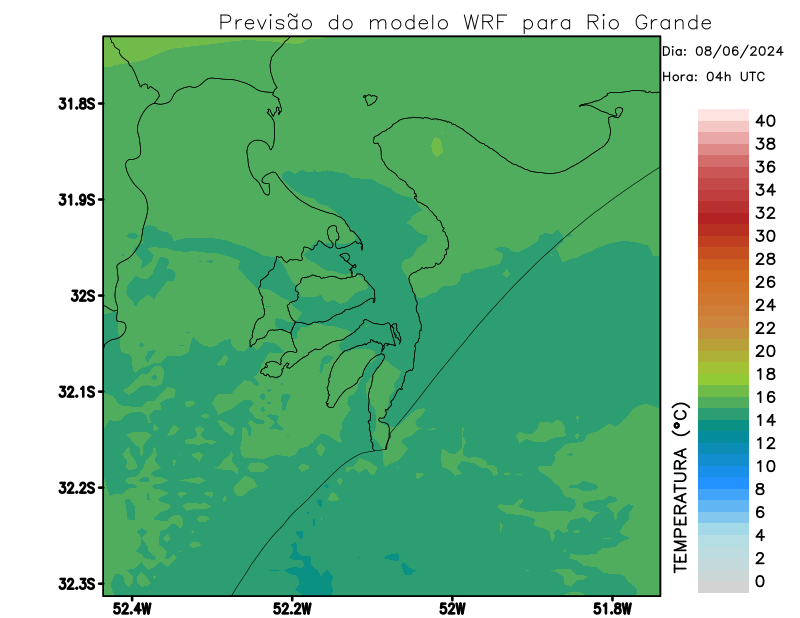 Previsão do modelo WRF para Rio Grande
Dia: 08/06/2024
Hora: 04h UTC
31.8S
31.9S
32S
32.1S
32.2S
32.3S
52.4W
52.2W
52W
51.8W
40
38
36
34
32
30
28
26
24
22
20
18
16
14
12
10
8
6
4
2
0
TEMPERATURA (°C)